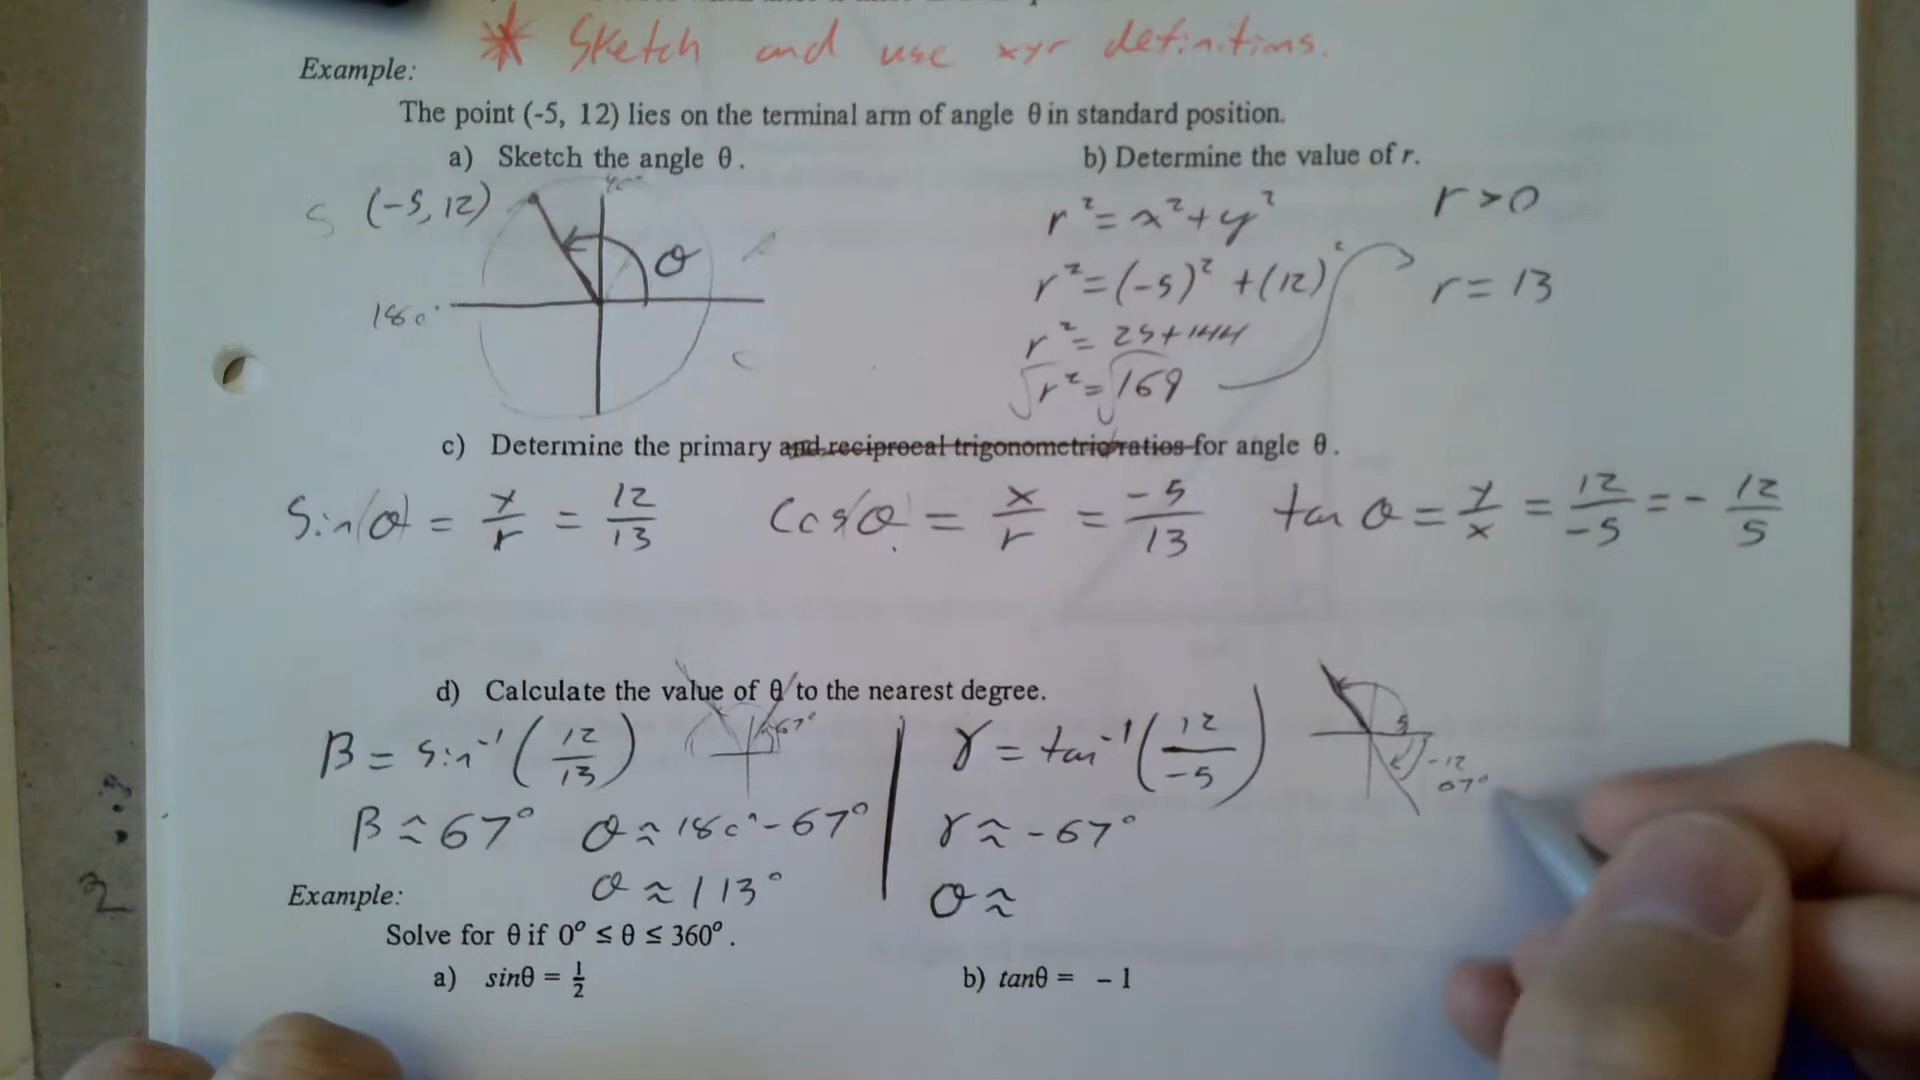 * Sketch and use xyr definitions.
Example:
The point (-5, 12) lies on the terminal arm of angle θ in standard position.
a) Sketch the angle θ.
b) Determine the value of r.
S (-5, 12) θ A
180° C
r² = x² + y² r > 0
r² = (-5)² + (12)² r = 13
r² = 25 + 144
√r² = √169
c) Determine the primary and reciprocal trigonometric ratios for angle θ.
Sin(θ) = y/r = 12/13 Cos(θ) = x/r = -5/13 tan θ = y/x = 12/-5 = - 12/5
d) Calculate the value of θ to the nearest degree.
β = Sin⁻¹(12/13) 67°
β ≈ 67° θ ≈ 180° - 67°
θ ≈ 113°
γ = tan⁻¹(12/-5) 5 -12 67°
γ ≈ -67°
θ ≈
2
Example:
Solve for θ if 0° ≤ θ ≤ 360°.
a) sinθ = 1/2
b) tanθ = - 1